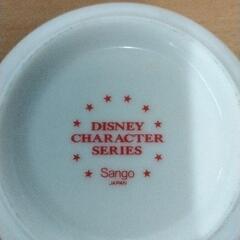 DISNEY
CHARACTER
SERIES
Sango
JAPAN